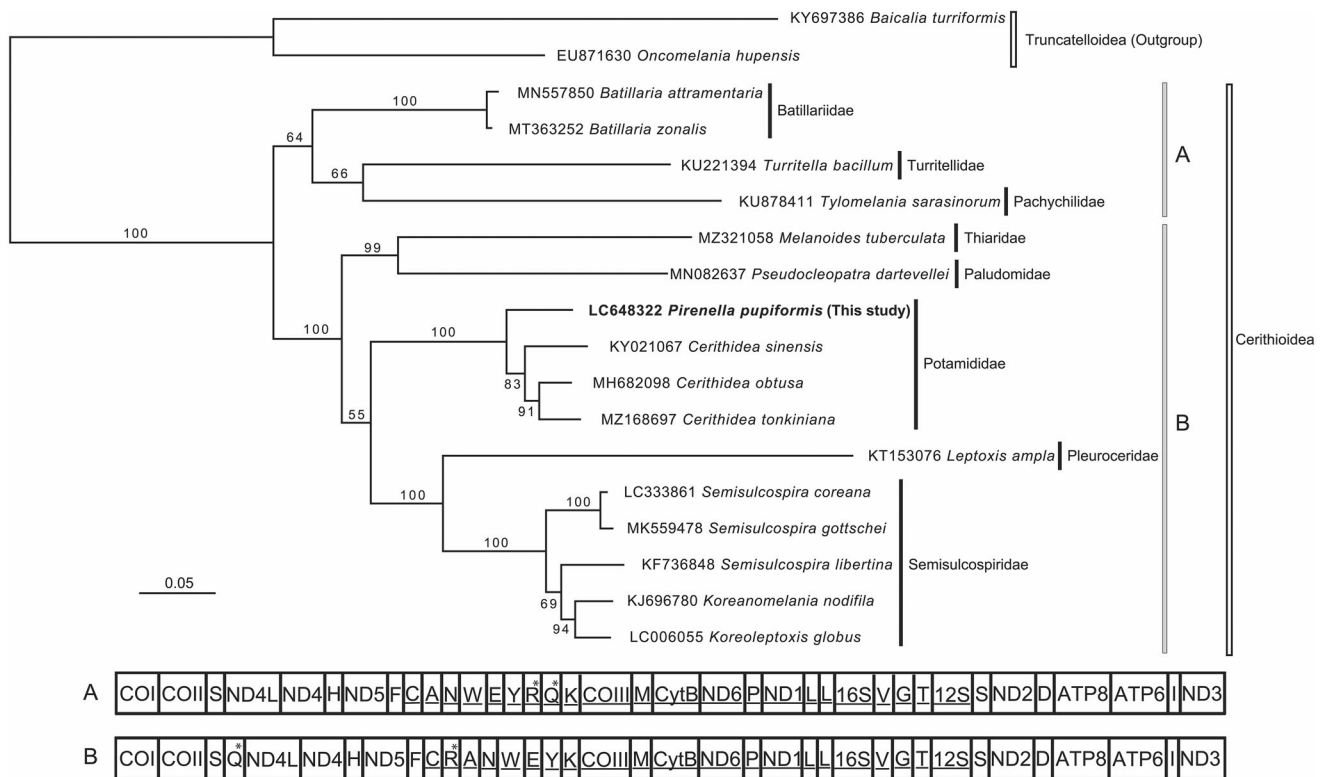 KY697386 Baicalia turriformis
Truncatelloidea (Outgroup)
EU871630 Oncomelania hupensis
MN557850 Batillaria attramentaria
100
Batillariidae
MT363252 Batillaria zonalis
64
A
KU221394 Turritella bacillum
Turritellidae
66
KU878411 Tylomelania sarasinorum
Pachychilidae
100
MZ321058 Melanoides tuberculata
Thiaridae
99
MN082637 Pseudocleopatra dartevellei
Paludomidae
LC648322 Pirenella pupiformis (This study)
100
100
Cerithioidea
KY021067 Cerithidea sinensis
Potamididae
83
MH682098 Cerithidea obtusa
91
MZ168697 Cerithidea tonkiniana
55
B
KT153076 Leptoxis ampla
Pleuroceridae
LC333861 Semisulcospira coreana
100
100
MK559478 Semisulcospira gottschei
100
KF736848 Semisulcospira libertina
Semisulcospiridae
0.05
69
KJ696780 Koreanomelania nodifila
94
LC006055 Koreoleptoxis globus
A COI COII S ND4L ND4 H ND5 F C A N W E Y R* Q* K COIII M CytB ND6 P ND1 L L 16S V G T 12S S ND2 D ATP8 ATP6 I ND3
B COI COII S Q* ND4L ND4 H ND5 F C R* A N W E Y K COIII M CytB ND6 P ND1 L L 16S V G T 12S S ND2 D ATP8 ATP6 I ND3